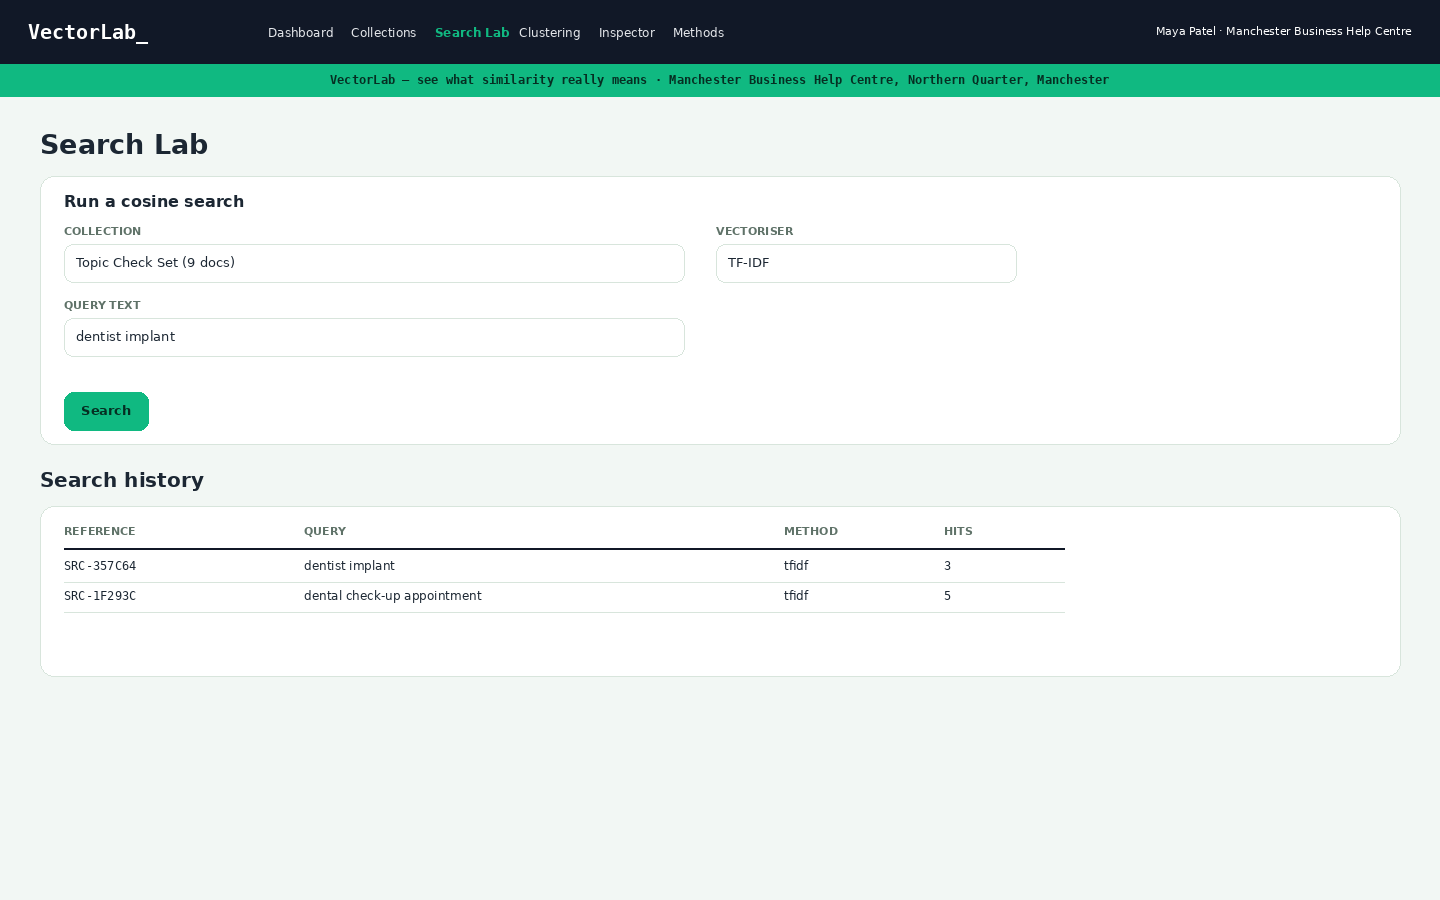 VectorLab_
Dashboard Collections Search Lab Clustering Inspector Methods
Maya Patel · Manchester Business Help Centre
VectorLab — see what similarity really means · Manchester Business Help Centre, Northern Quarter, Manchester
Search Lab
Run a cosine search
COLLECTION VECTORISER
Topic Check Set (9 docs) TF-IDF
QUERY TEXT
dentist implant
Search
Search history
REFERENCE QUERY METHOD HITS
SRC-357C64 dentist implant tfidf 3
SRC-1F293C dental check-up appointment tfidf 5